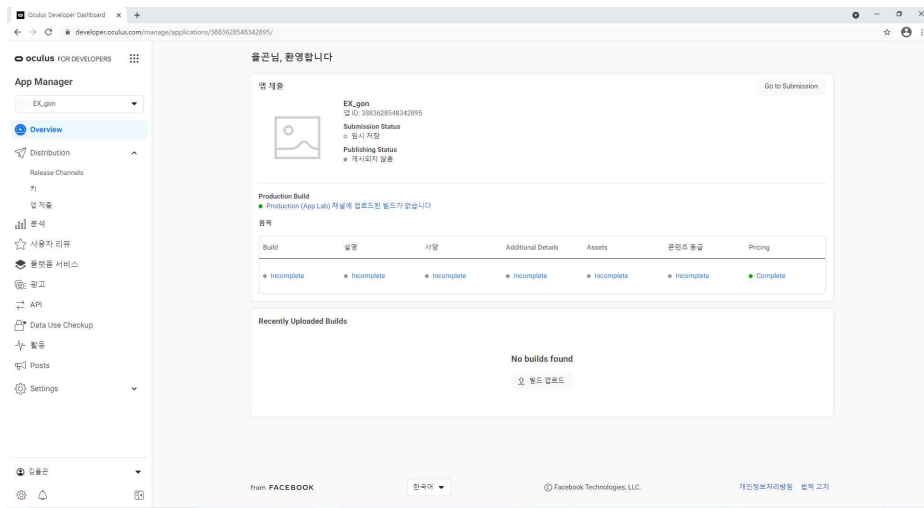 Oculus Developer Dashboard
developer.oculus.com/manage/applications/3883628548342895/
oculus FOR DEVELOPERS
App Manager
EX_gon
Overview
Distribution
Release Channels
키
앱 제출
분석
사용자 리뷰
플랫폼 서비스
광고
API
Data Use Checkup
활동
Posts
Settings
김율곤
율곤님, 환영합니다
앱 제출
Go to Submission
EX_gon
앱 ID: 3883628548342895
Submission Status
임시 저장
Publishing Status
게시되지 않음
Production Build
Production (App Lab) 채널에 업로드된 빌드가 없습니다
품목
Build 설명 사양 Additional Details Assets 콘텐츠 등급 Pricing
Incomplete Incomplete Incomplete Incomplete Incomplete Incomplete Complete
Recently Uploaded Builds
No builds found
빌드 업로드
from FACEBOOK 한국어 © Facebook Technologies, LLC. 개인정보처리방침 법적 고지